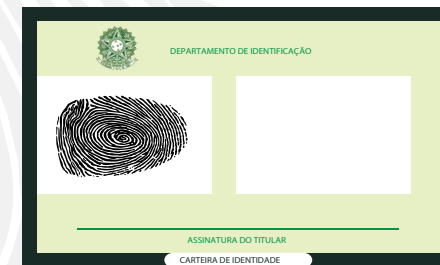 DEPARTAMENTO DE IDENTIFICAÇÃO
ASSINATURA DO TITULAR
CARTEIRA DE IDENTIDADE